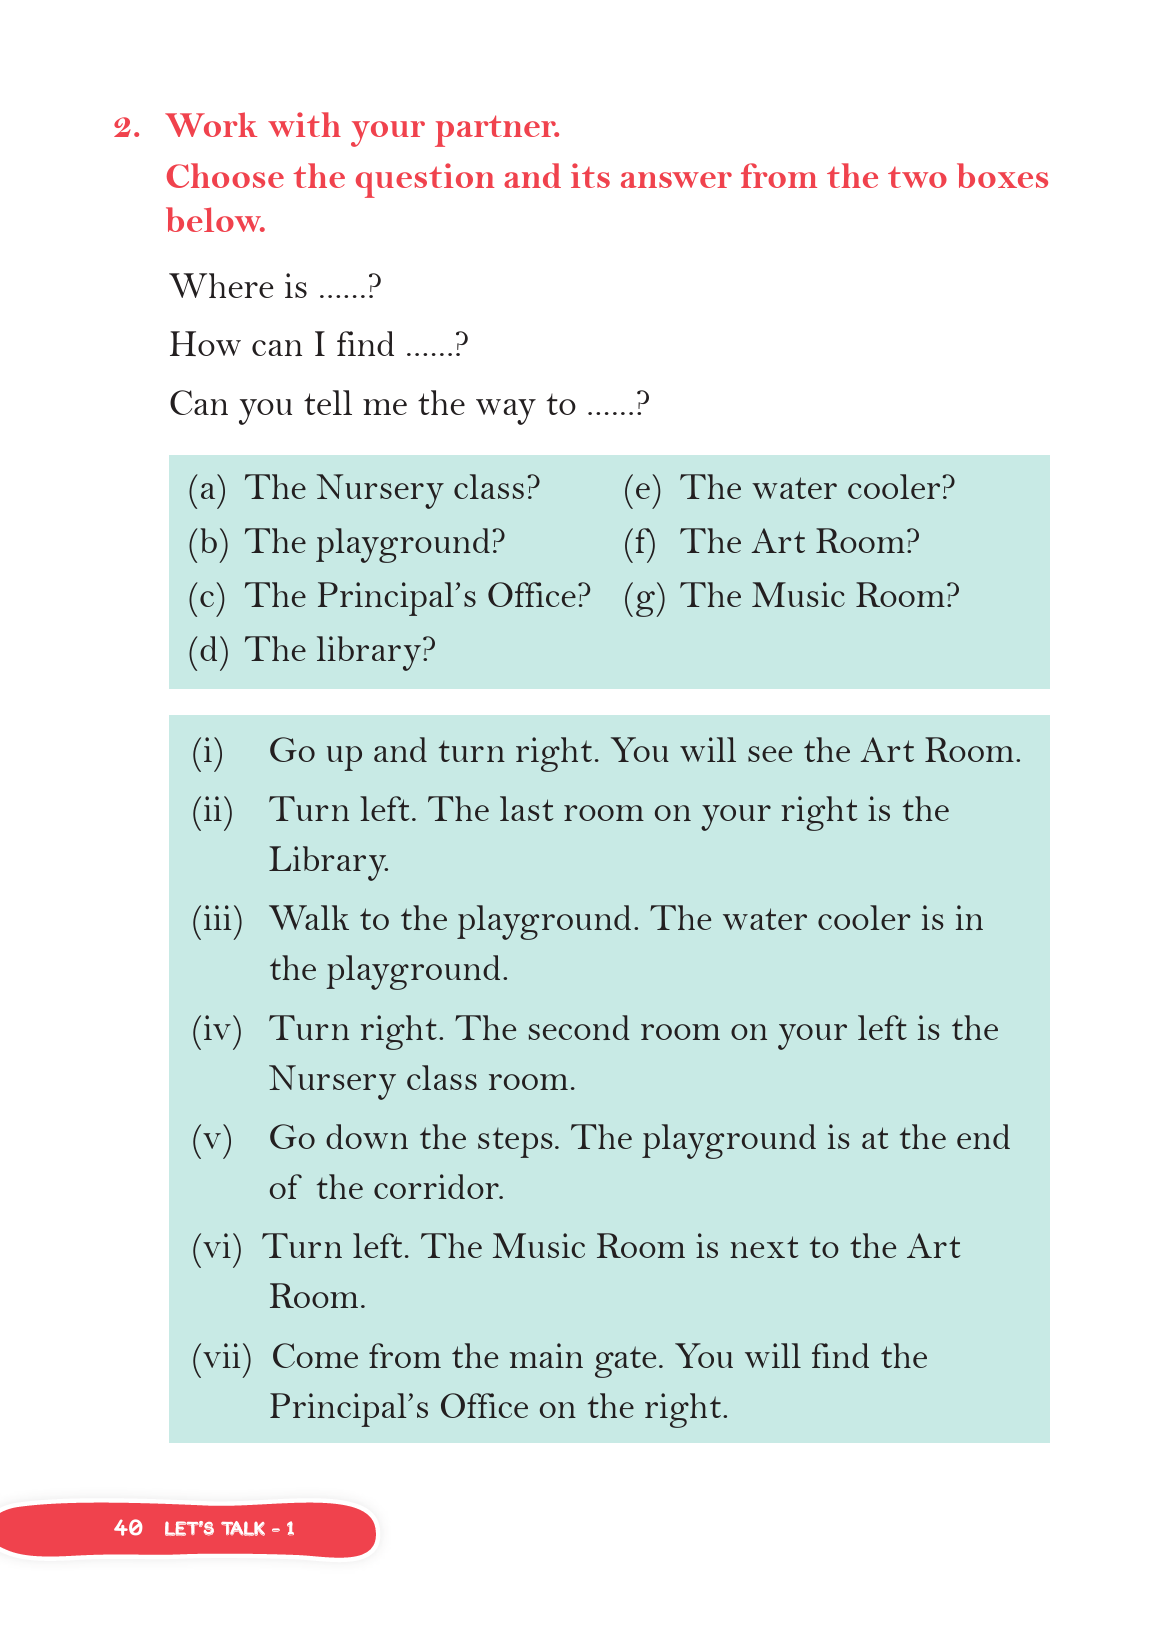 2. Work with your partner.
Choose the question and its answer from the two boxes
below.
Where is ......?
How can I find ......?
Can you tell me the way to ......?
(a) The Nursery class?
(b) The playground?
(c) The Principal’s Office?
(d) The library?
(e) The water cooler?
(f) The Art Room?
(g) The Music Room?
(i) Go up and turn right. You will see the Art Room.
(ii) Turn left. The last room on your right is the
Library.
(iii) Walk to the playground. The water cooler is in
the playground.
(iv) Turn right. The second room on your left is the
Nursery class room.
(v) Go down the steps. The playground is at the end
of the corridor.
(vi) Turn left. The Music Room is next to the Art
Room.
(vii) Come from the main gate. You will find the
Principal’s Office on the right.
40 LET’S TALK - 1